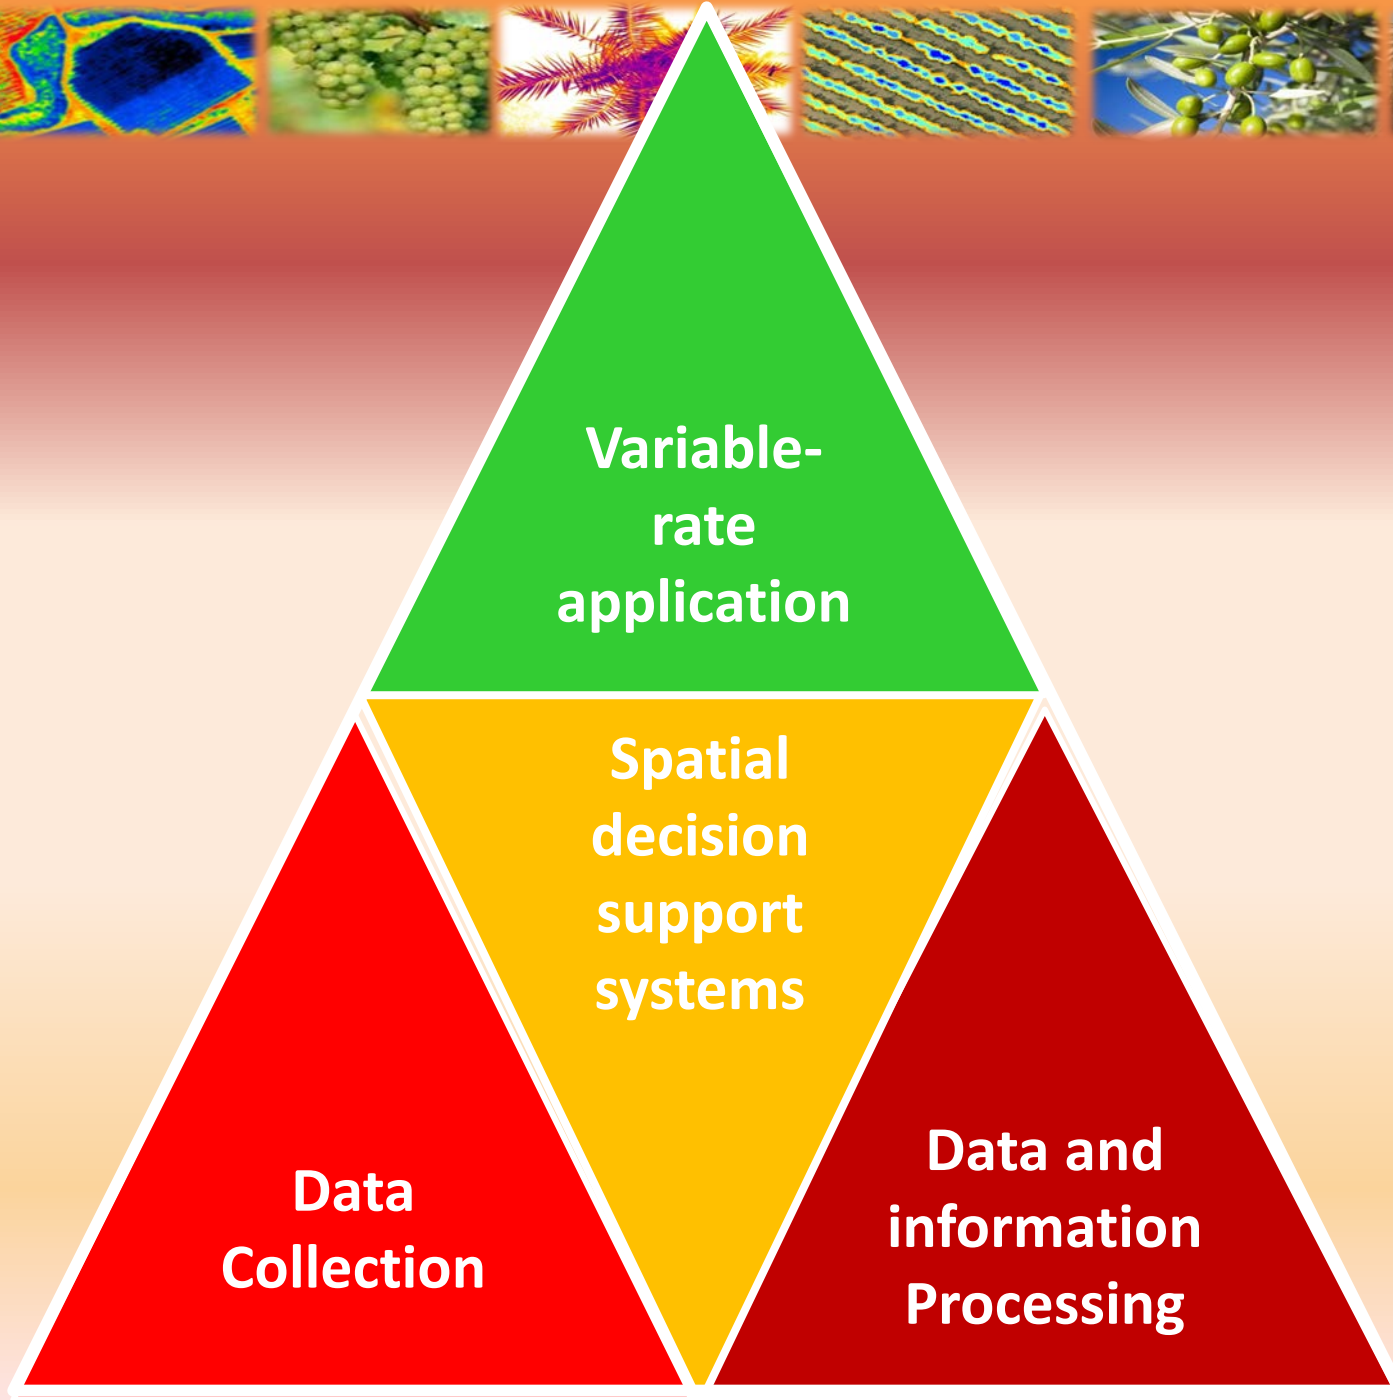 Variable-
rate
application
Spatial
decision
support
systems
Data
Collection
Data and
information
Processing